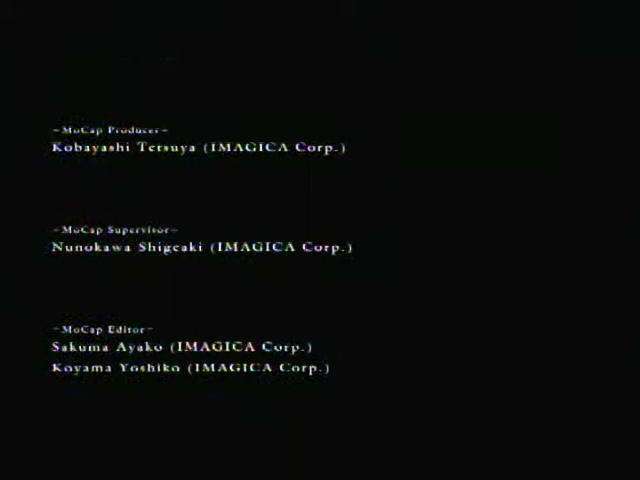 ~MoCap Producer~
Kobayashi Tetsuya (IMAGICA Corp.)
~MoCap Supervisor~
Nunokawa Shigeaki (IMAGICA Corp.)
~MoCap Editor~
Sakuma Ayako (IMAGICA Corp.)
Koyama Yoshiko (IMAGICA Corp.)